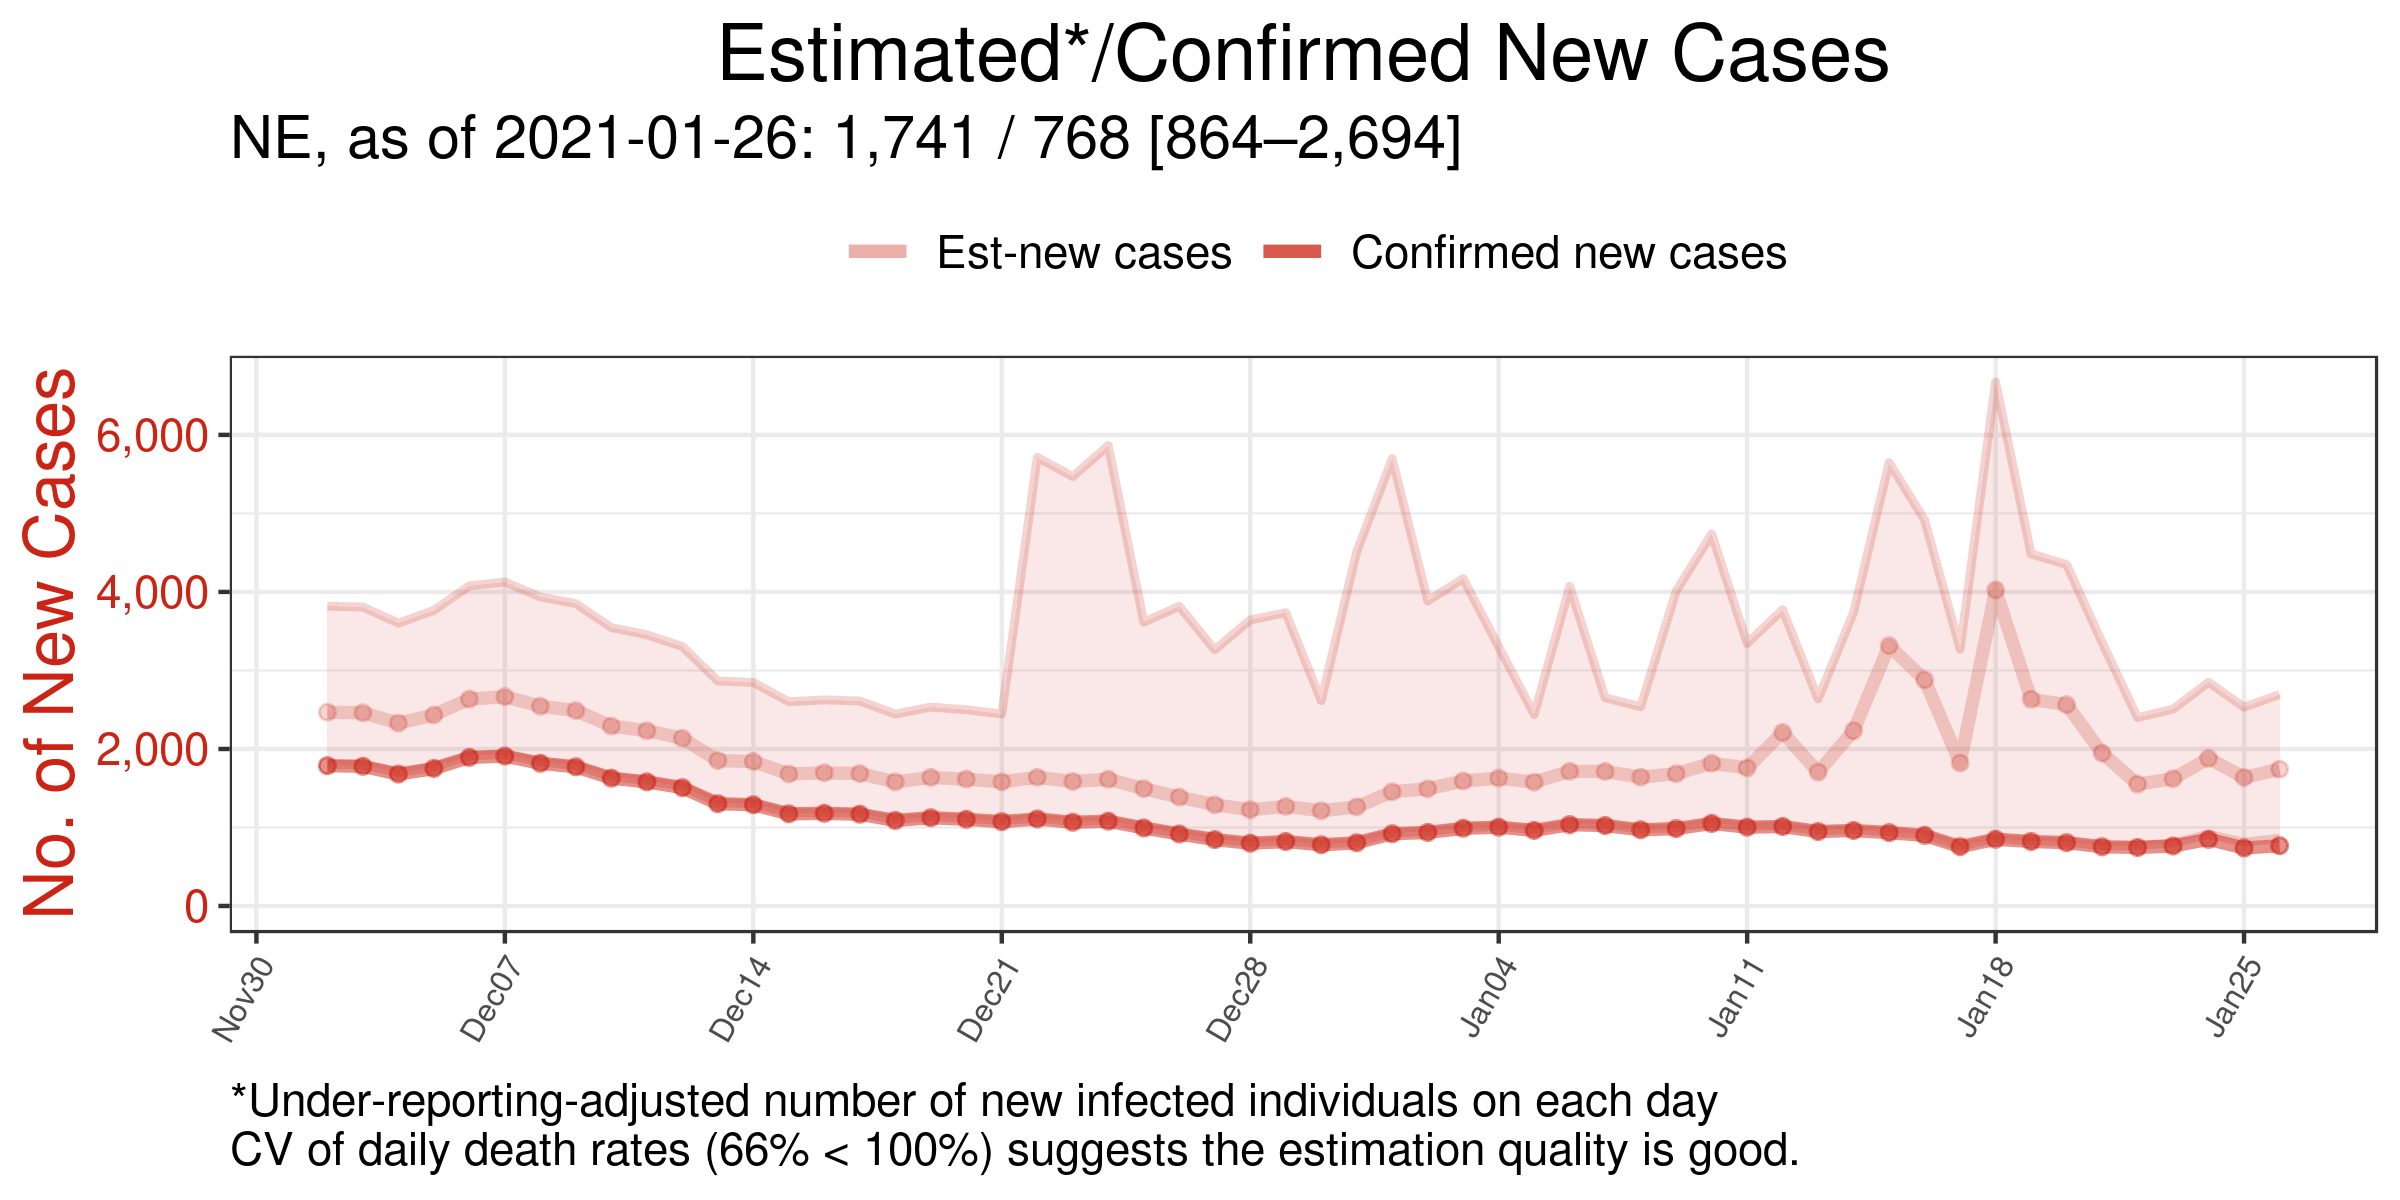 Estimated*/Confirmed New Cases
NE, as of 2021-01-26: 1,741 / 768 [864–2,694]
Est-new cases
Confirmed new cases
No. of New Cases
6,000
4,000
2,000
0
Nov30
Dec07
Dec14
Dec21
Dec28
Jan04
Jan11
Jan18
Jan25
*Under-reporting-adjusted number of new infected individuals on each day
CV of daily death rates (66% < 100%) suggests the estimation quality is good.